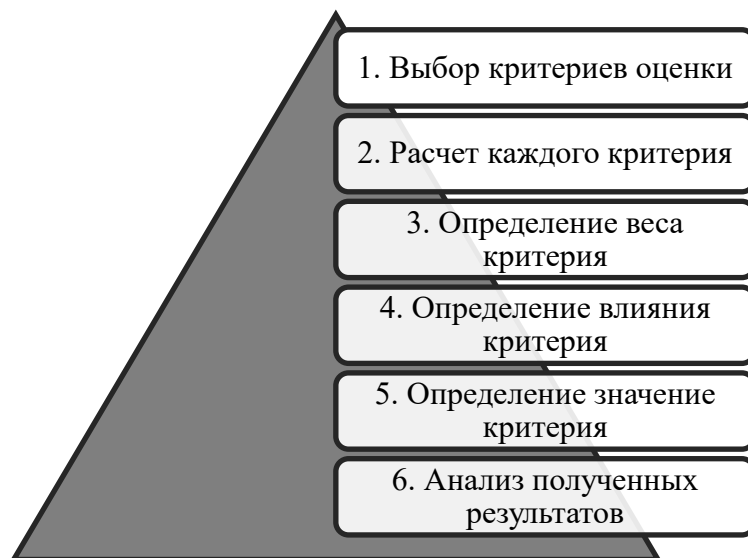 1. Выбор критериев оценки
2. Расчет каждого критерия
3. Определение веса
критерия
4. Определение влияния
критерия
5. Определение значение
критерия
6. Анализ полученных
результатов